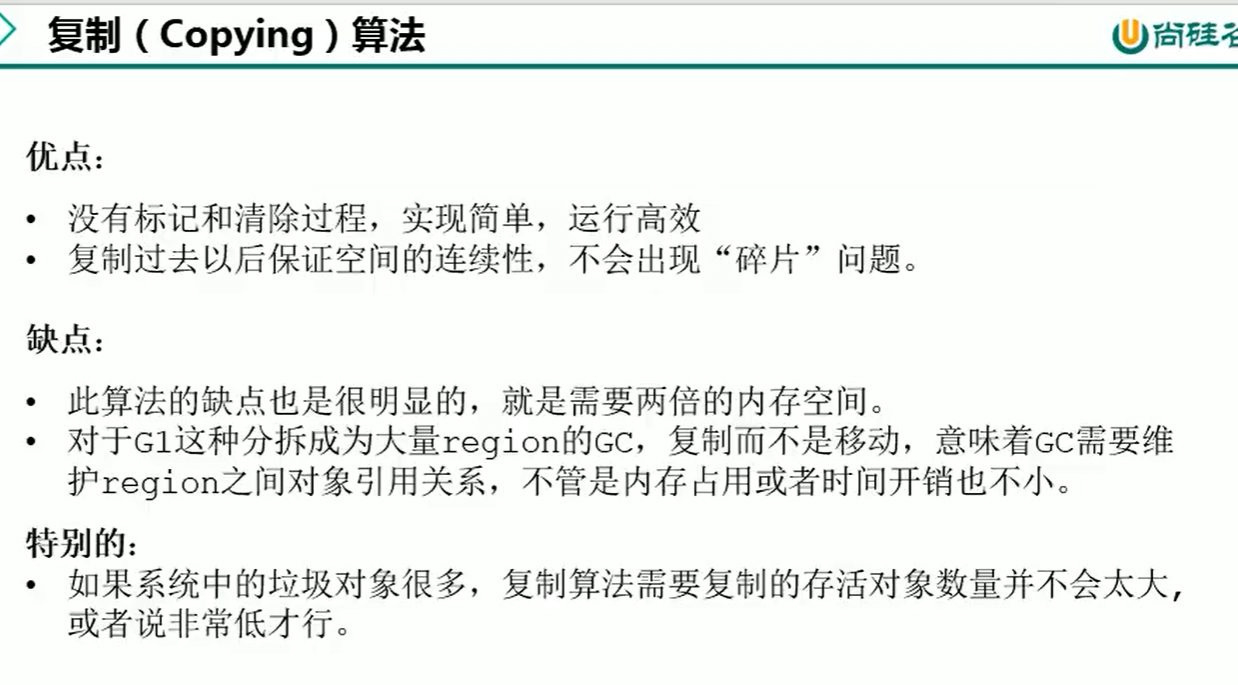 复制（Copying）算法
尚硅
优点：
• 没有标记和清除过程，实现简单，运行高效
• 复制过去以后保证空间的连续性，不会出现“碎片”问题。
缺点：
• 此算法的缺点也是很明显的，就是需要两倍的内存空间。
• 对于G1这种分拆成为大量region的GC，复制而不是移动，意味着GC需要维
护region之间对象引用关系，不管是内存占用或者时间开销也不小。
特别的：
• 如果系统中的垃圾对象很多，复制算法需要复制的存活对象数量并不会太大,
或者说非常低才行。